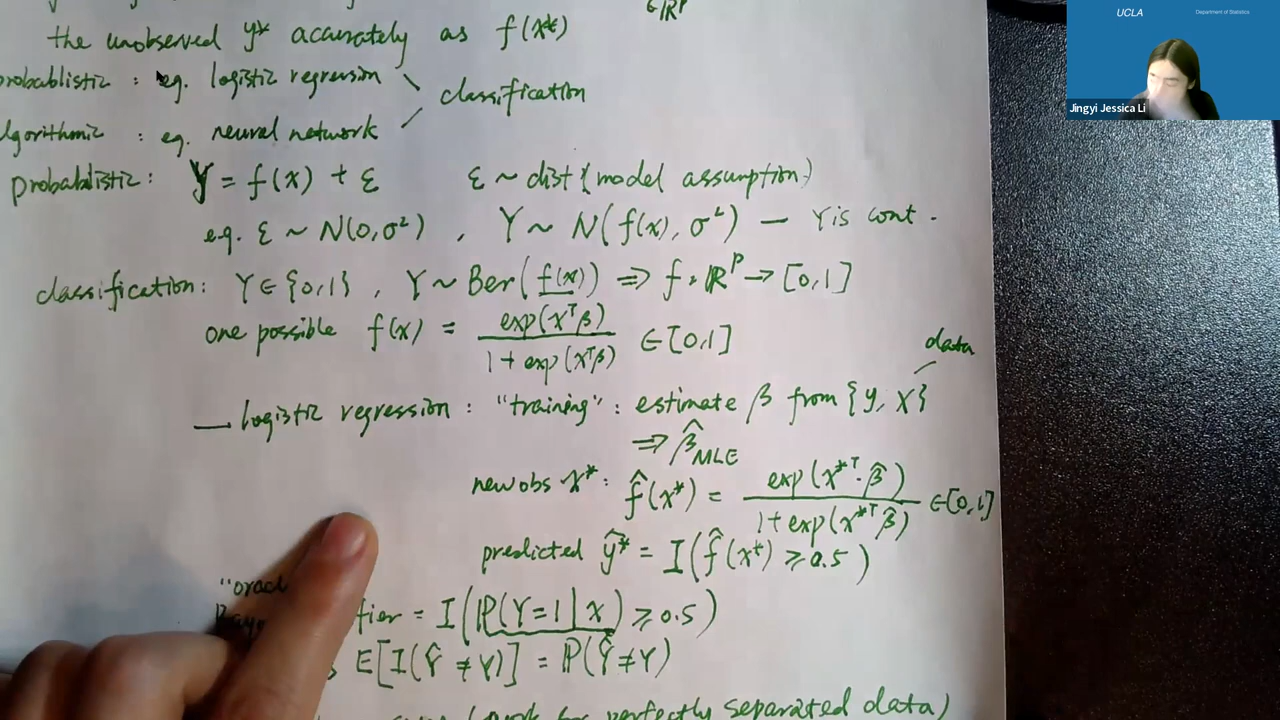 ∈ ℝᵖ
the unobserved y* accurately as f(x*)
probablistic : eg. logistic regression
classification
algorithmic : eg. neural network
probablistic : Y = f(x) + ε ε ~ dist (model assumption)
e.g. ε ~ N(0,σ²) , Y ~ N(f(x), σ²) — Y is cont.
classification : Y ∈ {0,1} , Y ~ Ber(f(x)) ⇒ f : ℝᵖ → [0,1]
one possible f(x) = exp(xᵀβ) / 1 + exp(xᵀβ) ∈ [0,1]
data
— logistic regression : "training" : estimate β from {y, X}
⇒ β̂ MLE
new obs x* : f̂(x*) = exp(x*ᵀ·β̂) / 1 + exp(x*ᵀβ̂) ∈ [0,1]
predicted ŷ* = I(f̂(x*) ≥ 0.5)
= I(ℙ(Y=1|x) ≥ 0.5)
E[I(Ŷ ≠ Y)] = ℙ(Ŷ ≠ Y)
perfectly separated data)
UCLA Department of Statistics
Jingyi Jessica Li